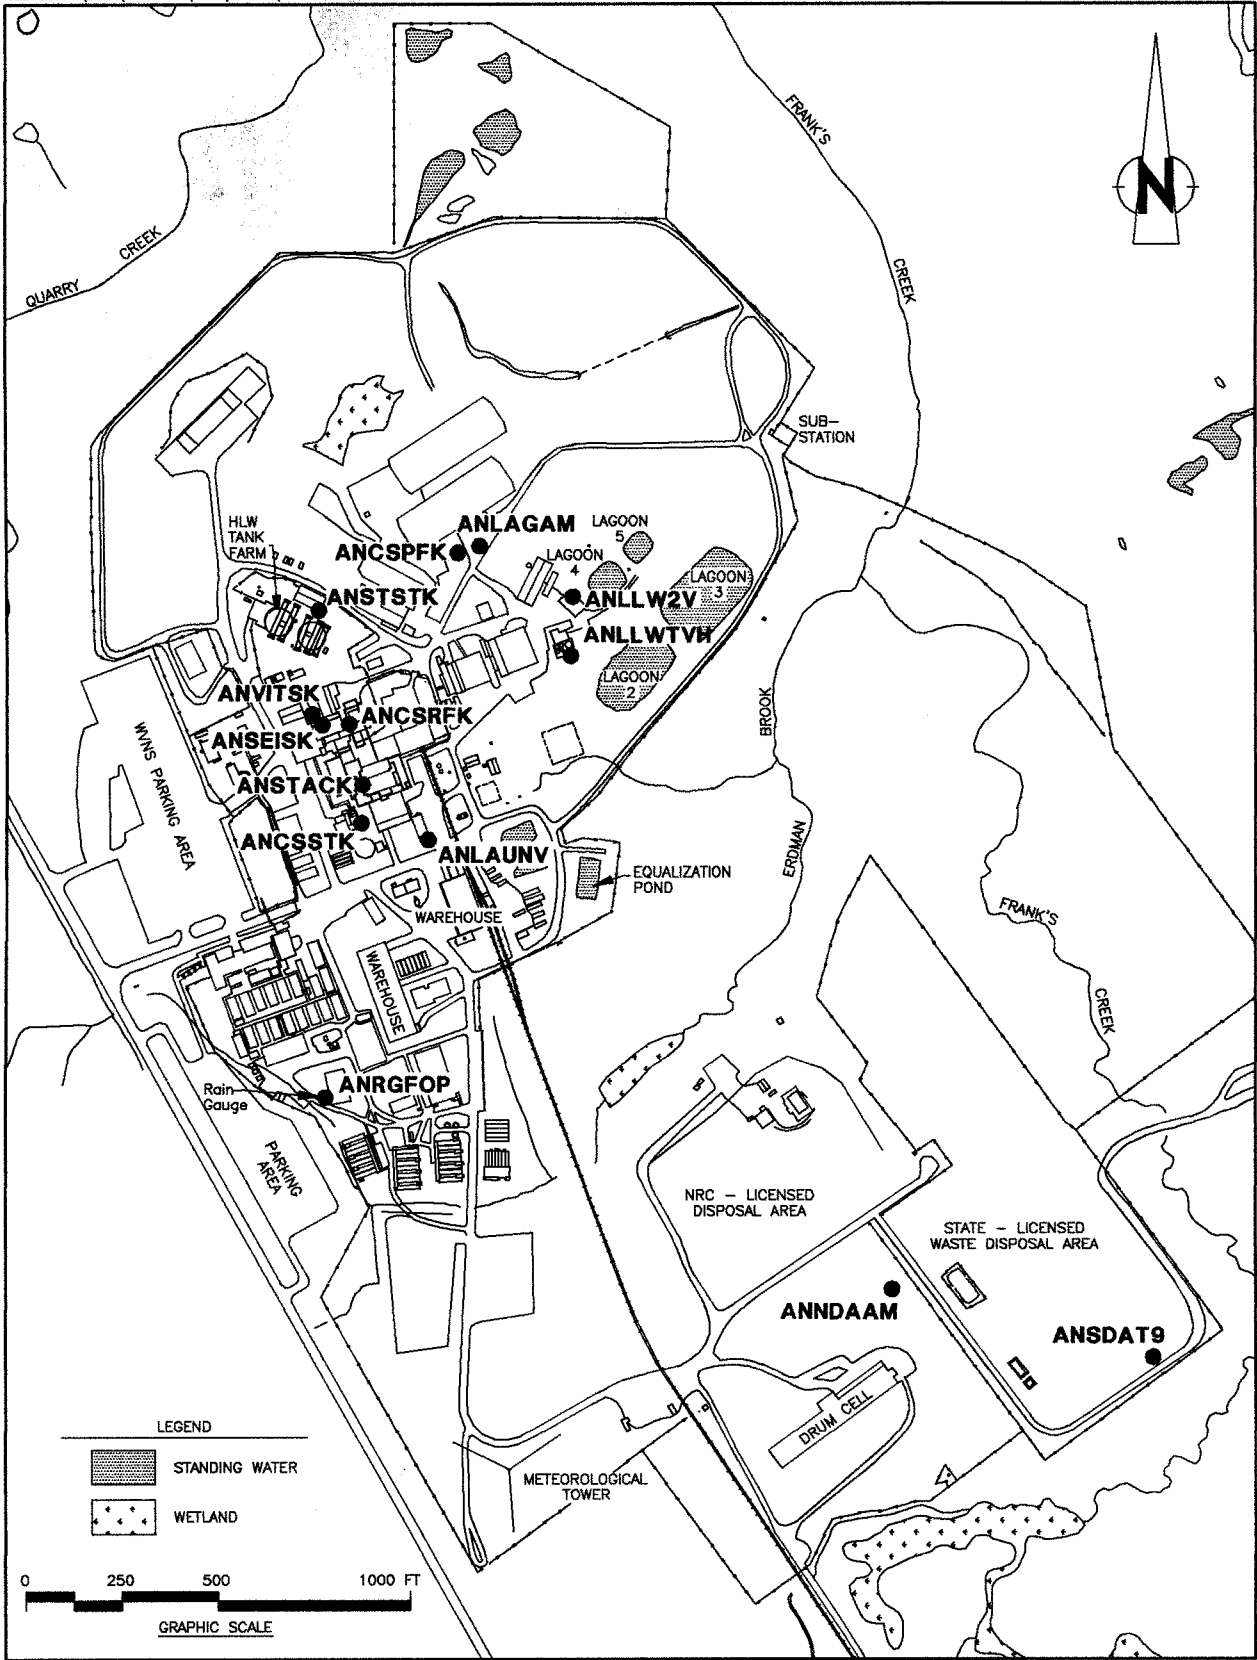 FRANK'S
CREEK
N
QUARRY
CREEK
SUB-
STATION
HLW
TANK
FARM
ANLAGAM
ANCSPFK
LAGOON
5
LAGOON
4
LAGOON
3
ANSTSTK
ANLLW2V
ANLLWTVH
LAGOON
2
ANVITSK
ANCSRFK
ANSEISK
BROOK
WVNS PARKING AREA
ANSTACK
ANCSSTK
ANLAUNV
ERDMAN
EQUALIZATION
POND
WAREHOUSE
FRANK'S
CREEK
WAREHOUSE
Rain
Gauge
ANRGFOP
PARKING
AREA
NRC - LICENSED
DISPOSAL AREA
STATE - LICENSED
WASTE DISPOSAL AREA
ANNDAAM
ANSDAT9
DRUM CELL
METEOROLOGICAL
TOWER
LEGEND
STANDING WATER
WETLAND
0 250 500 1000 FT
GRAPHIC SCALE